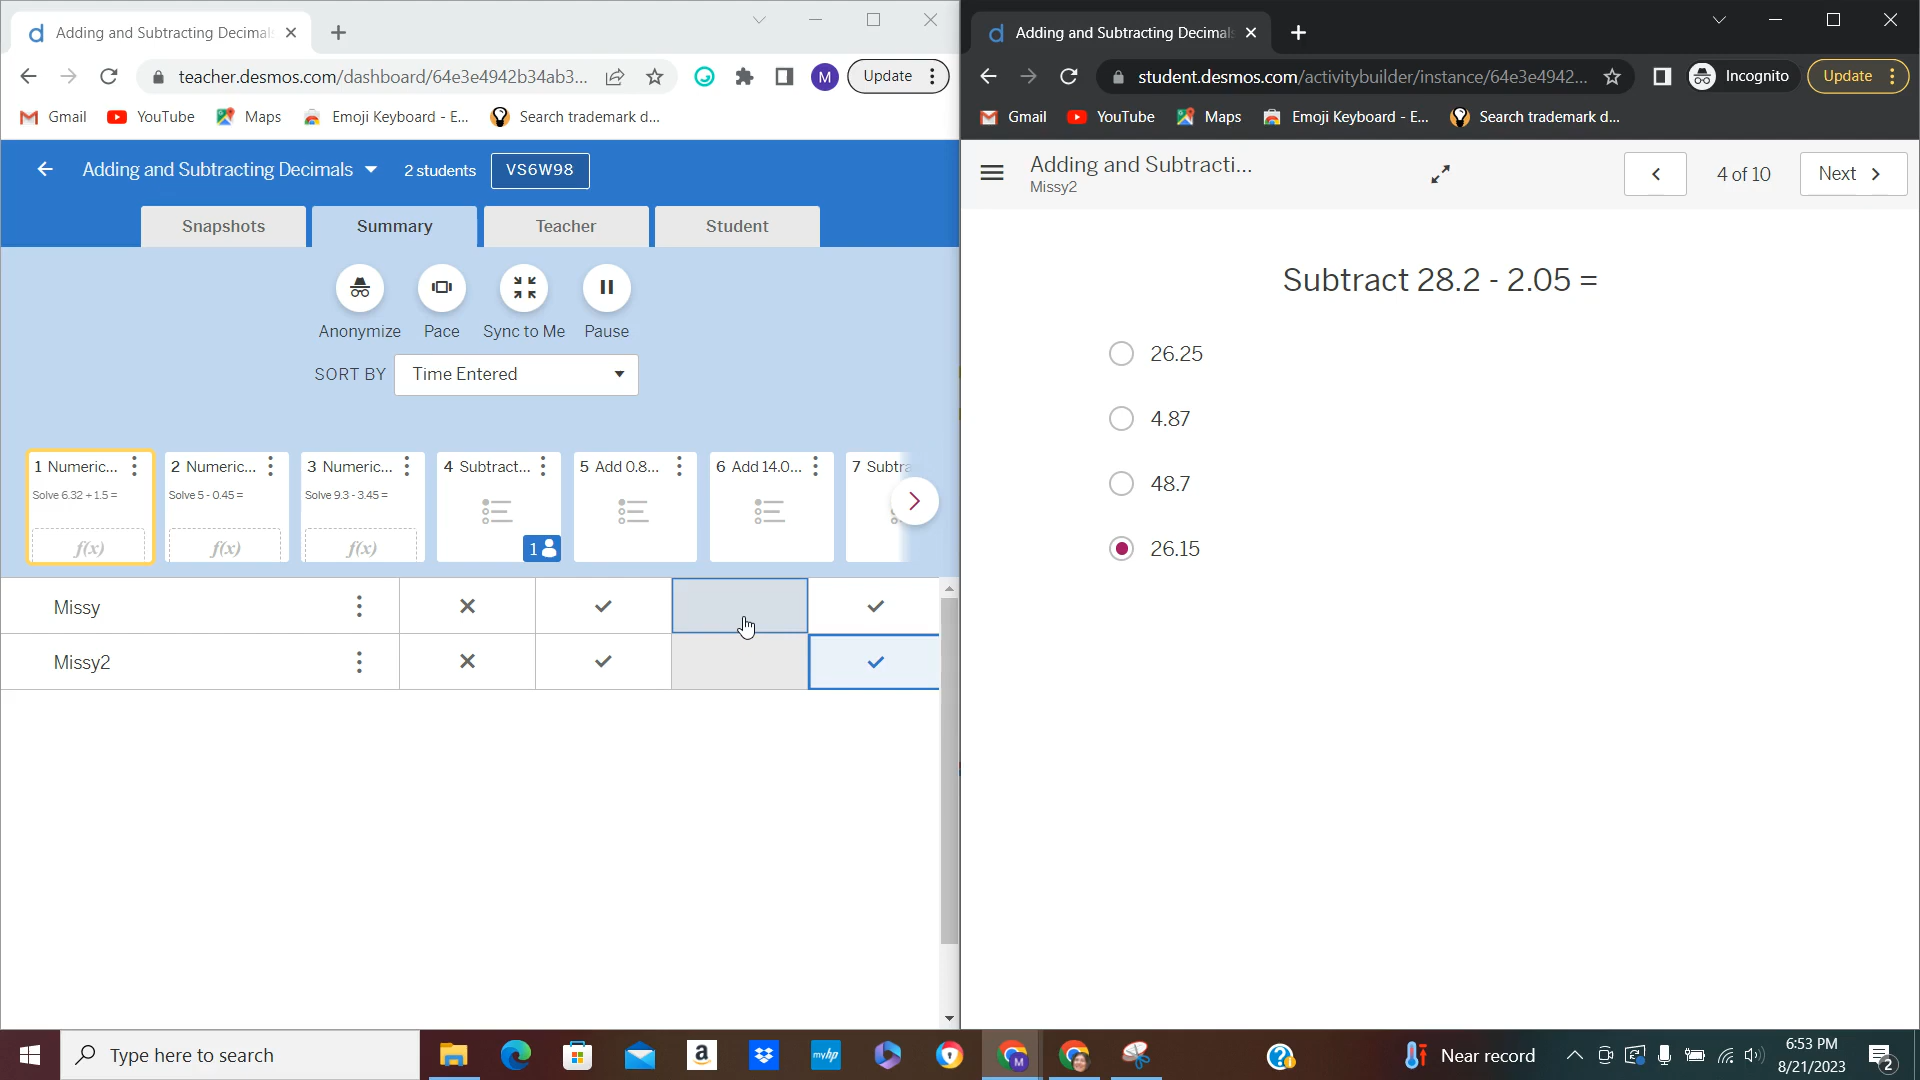 Adding and Subtracting Decimals
teacher.desmos.com/dashboard/64e3e4942b34ab3...
M
Update
Gmail
YouTube
Maps
Emoji Keyboard - E...
Search trademark d...
Adding and Subtracting Decimals
2 students
VS6W98
Snapshots
Summary
Teacher
Student
Anonymize
Pace
Sync to Me
Pause
SORT BY
Time Entered
1 Numeric...
Solve 6.32 + 1.5 =
f(x)
2 Numeric...
Solve 5 - 0.45 =
f(x)
3 Numeric...
Solve 9.3 - 3.45 =
f(x)
4 Subtract...
1
5 Add 0.8...
6 Add 14.0...
7 Subtra
Missy
Missy2
Adding and Subtracting Decimals
student.desmos.com/activitybuilder/instance/64e3e4942...
Incognito
Update
Gmail
YouTube
Maps
Emoji Keyboard - E...
Search trademark d...
Adding and Subtracti...
Missy2
4 of 10
Next
Subtract 28.2 - 2.05 =
26.25
4.87
48.7
26.15
Type here to search
a
myhp
M
Near record
6:53 PM
8/21/2023
2